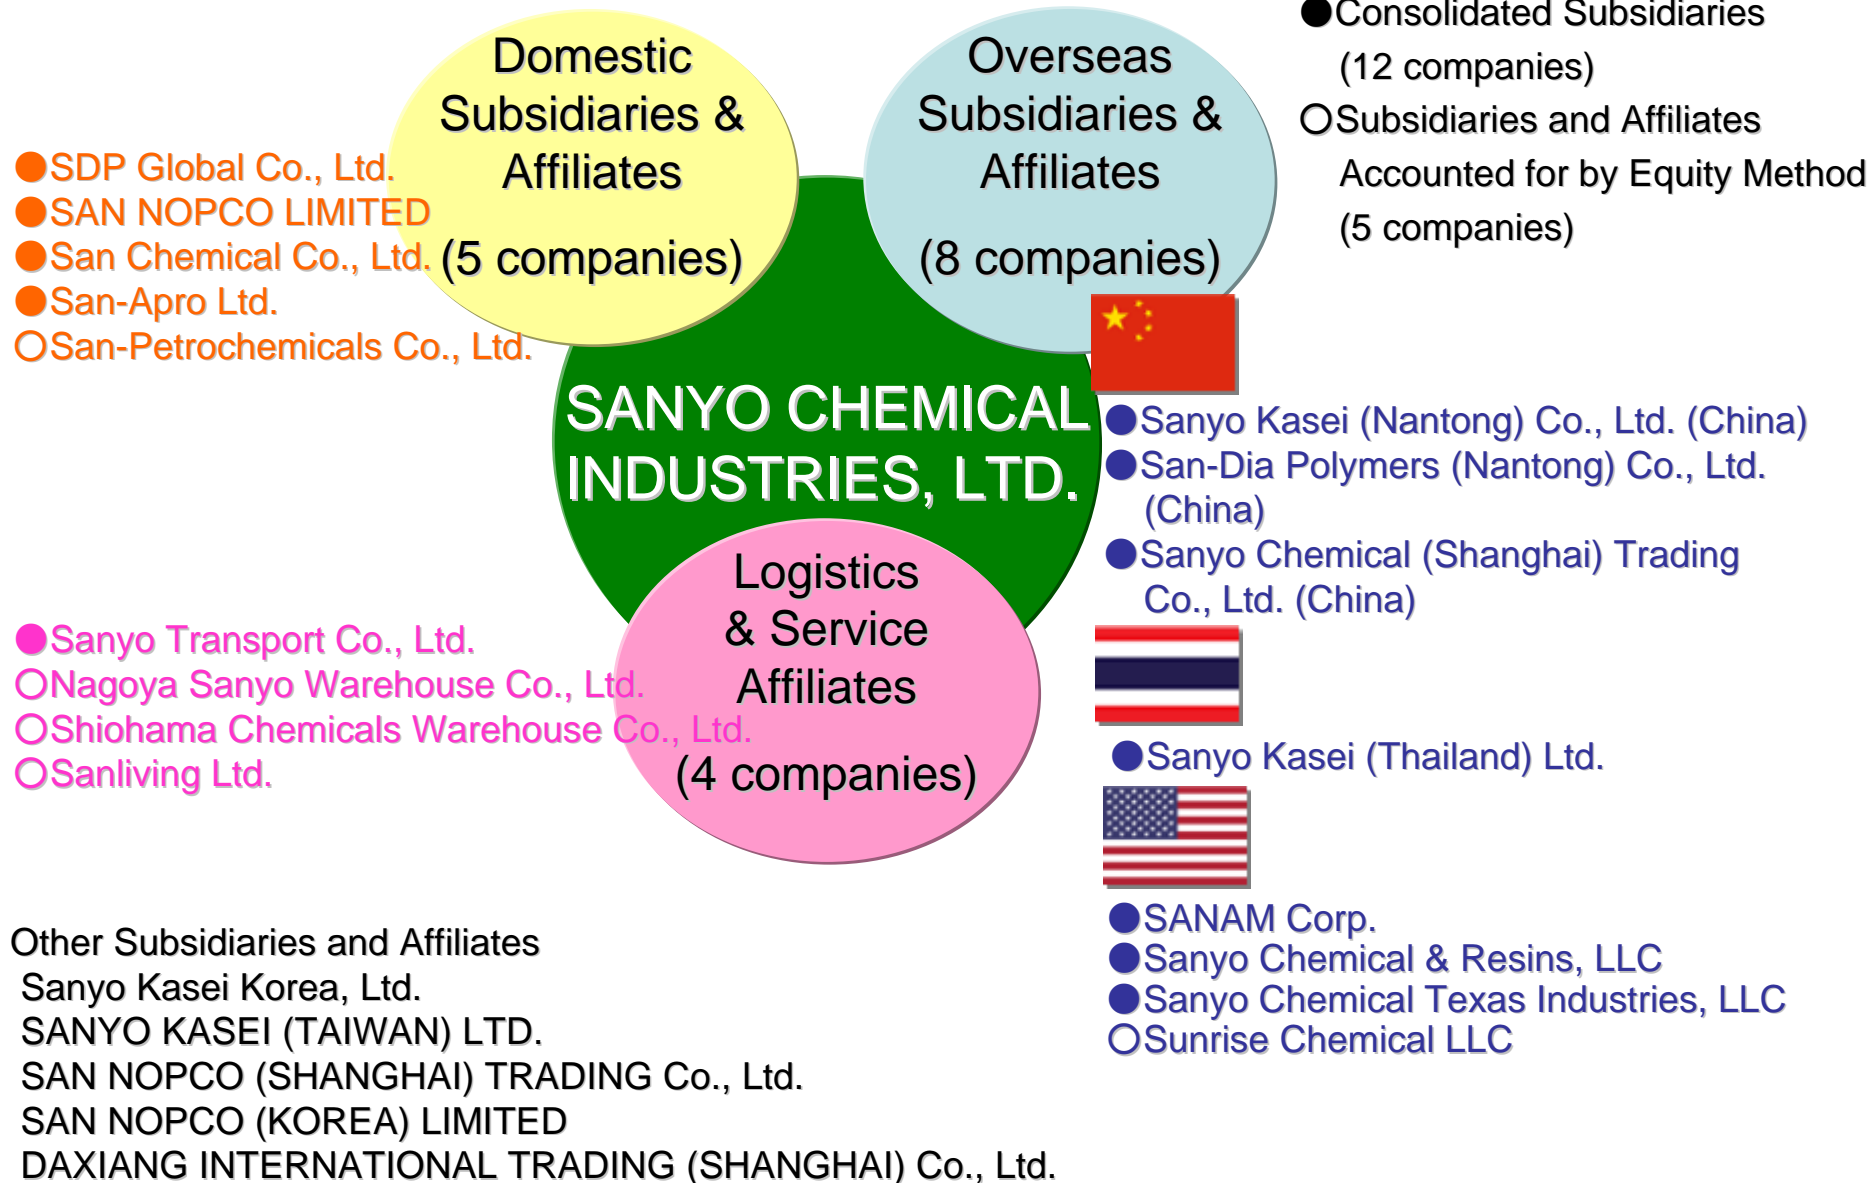 Domestic
Subsidiaries &
Affiliates
(5 companies)
Overseas
Subsidiaries &
Affiliates
(8 companies)
●Consolidated Subsidiaries
(12 companies)
○Subsidiaries and Affiliates
Accounted for by Equity Method
(5 companies)
●SDP Global Co., Ltd.
●SAN NOPCO LIMITED
●San Chemical Co., Ltd.
●San-Apro Ltd.
○San-Petrochemicals Co., Ltd.
SANYO CHEMICAL
INDUSTRIES, LTD.
●Sanyo Kasei (Nantong) Co., Ltd. (China)
●San-Dia Polymers (Nantong) Co., Ltd.
(China)
●Sanyo Chemical (Shanghai) Trading
Co., Ltd. (China)
Logistics
& Service
Affiliates
(4 companies)
●Sanyo Transport Co., Ltd.
○Nagoya Sanyo Warehouse Co., Ltd.
○Shiohama Chemicals Warehouse Co., Ltd.
○Sanliving Ltd.
●Sanyo Kasei (Thailand) Ltd.
●SANAM Corp.
●Sanyo Chemical & Resins, LLC
●Sanyo Chemical Texas Industries, LLC
○Sunrise Chemical LLC
Other Subsidiaries and Affiliates
Sanyo Kasei Korea, Ltd.
SANYO KASEI (TAIWAN) LTD.
SAN NOPCO (SHANGHAI) TRADING Co., Ltd.
SAN NOPCO (KOREA) LIMITED
DAXIANG INTERNATIONAL TRADING (SHANGHAI) Co., Ltd.